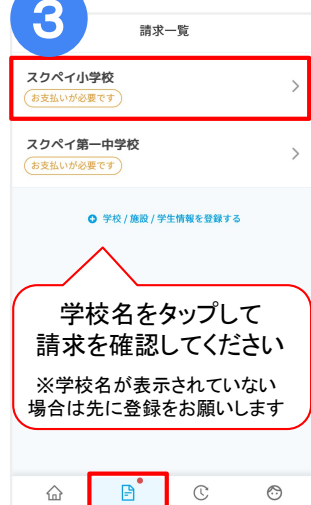 3
請求一覧
スクペイ小学校
お支払いが必要です
スクペイ第一中学校
お支払いが必要です
学校 / 施設 / 学生情報を登録する
学校名をタップして
請求を確認してください
※学校名が表示されていない
場合は先に登録をお願いします